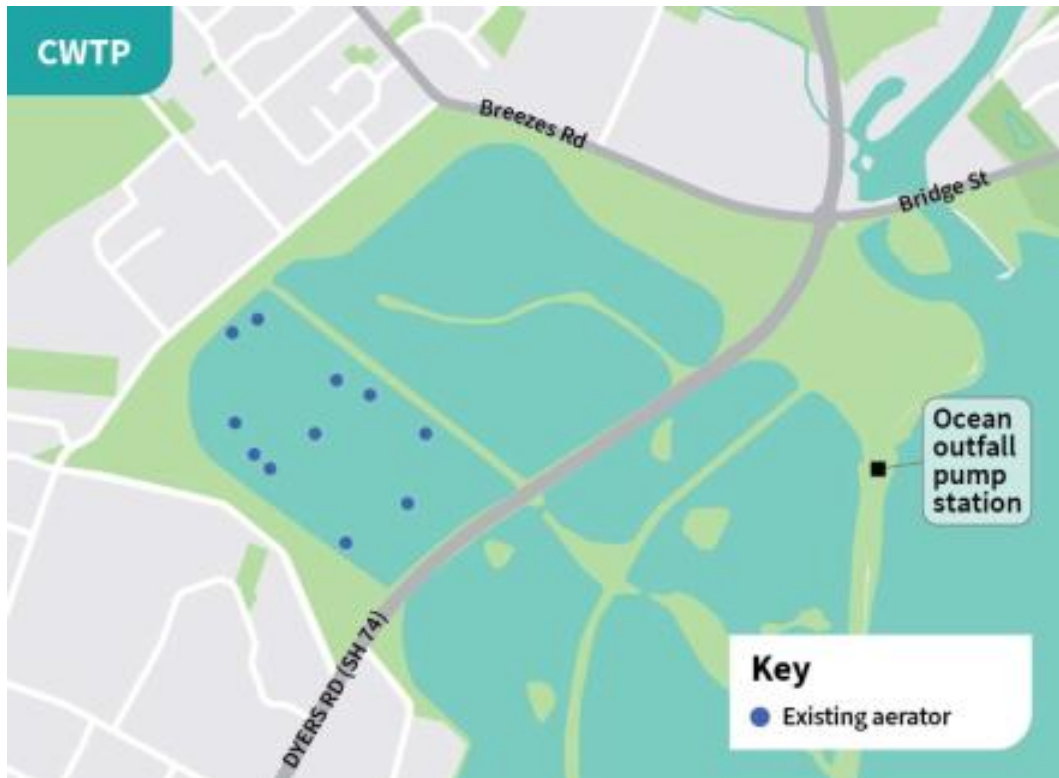 CWTP
Breezes Rd
Bridge St
Ocean
outfall
pump
station
DYERS RD (SH 74)
Key
Existing aerator